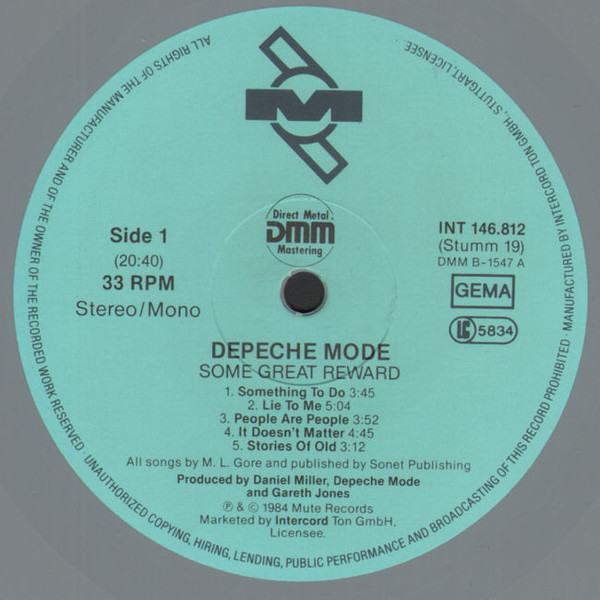 M
Direct Metal
DMM
Mastering
Side 1
(20:40)
33 RPM
Stereo/Mono
INT 146.812
(Stumm 19)
DMM B-1547 A
GEMA
LC 5834
DEPECHE MODE
SOME GREAT REWARD
1. Something To Do 3:45
2. Lie To Me 5:04
3. People Are People 3:52
4. It Doesn't Matter 4:45
5. Stories Of Old 3:12
All songs by M. L. Gore and published by Sonet Publishing
Produced by Daniel Miller, Depeche Mode
and Gareth Jones
℗ & © 1984 Mute Records
Marketed by Intercord Ton GmbH,
Licensee.
ALL RIGHTS OF THE MANUFACTURER AND OF THE OWNER OF THE RECORDED WORK RESERVED · UNAUTHORIZED COPYING, HIRING, LENDING, PUBLIC PERFORMANCE AND BROADCASTING OF THIS RECORD PROHIBITED · MANUFACTURED BY INTERCORD TON GMBH, STUTTGART, LICENSEE